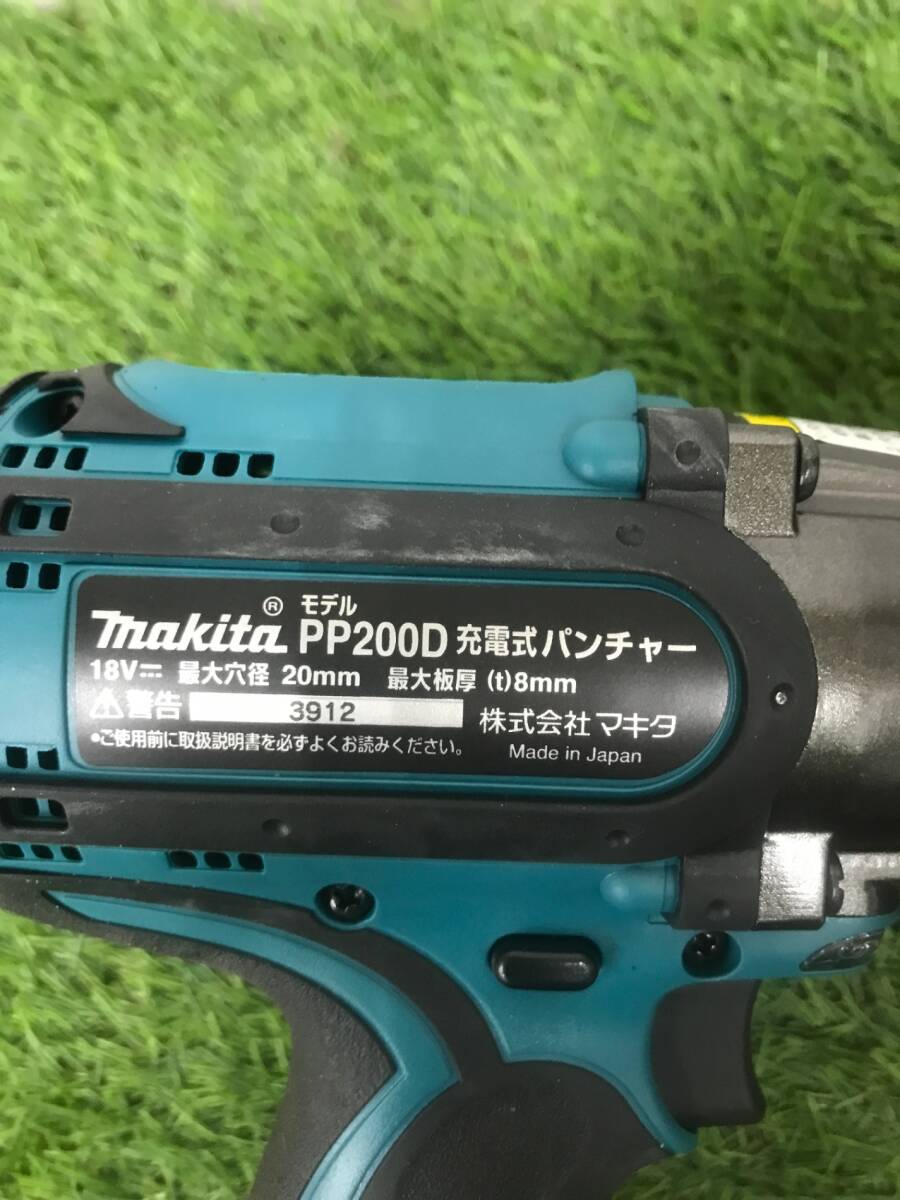 makita® モデル PP200D 充電式パンチャー
18V⎓ 最大穴径 20mm 最大板厚 (t)8mm
⚠警告 3912 株式会社 マキタ
●ご使用前に取扱説明書を必ずよくお読みください。 Made in Japan